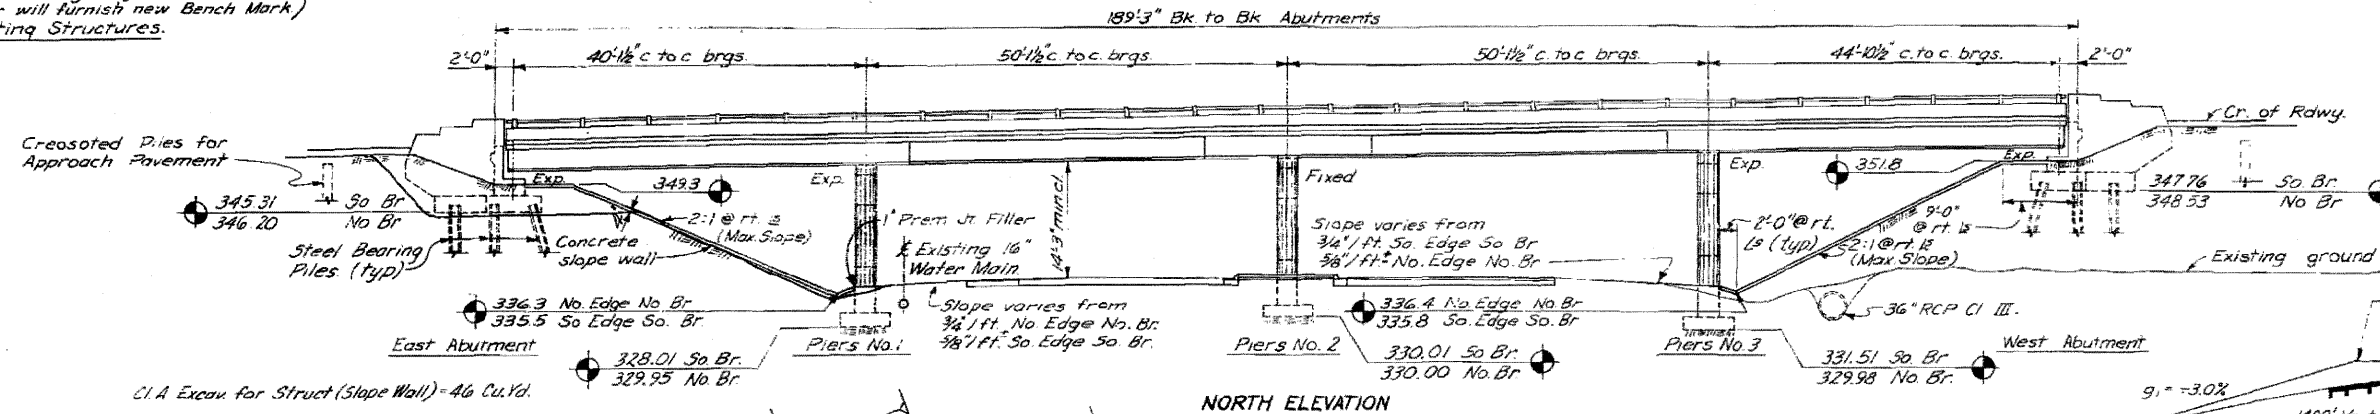 will furnish new Bench Mark.)
ting Structures.
189'-3" Bk. to Bk. Abutments
2'-0"
40'-1½" c. to c. brgs.
50'-1½" c. to c. brgs.
50'-1½" c. to c. brgs.
44'-10½" c. to c. brgs.
2'-0"
Cr. of Rdwy.
Creosoted Piles for
Approach Pavement
Exp.
349.3
Exp.
Fixed
Exp.
351.8
Exp.
345.31 So Br
346.20 No Br
347.76 So. Br.
348.53 No Br.
14'-3" min. cl.
2:1 @ rt. ∠s
(Max. Slope)
1" Prem. Jt. Filler
℄ Existing 16"
Water Main
Slope varies from
¾"/ft. So. Edge So Br
⅝"/ft. No. Edge No. Br
2'-0" @ rt.
∠s (typ)
9'-0"
@ rt. ∠s
2:1 @ rt. ∠s
(Max. Slope)
Existing ground
Steel Bearing
Piles (typ)
Concrete
slope wall
336.3 No. Edge No Br.
335.5 So Edge So. Br.
Slope varies from
¾"/ft. No. Edge No. Br.
⅝"/ft. So. Edge So. Br.
336.4 No. Edge No. Br
335.8 So. Edge So. Br
36" RCP Cl III.
East Abutment
Piers No. 1
Piers No. 2
Piers No. 3
West Abutment
328.01 So. Br.
329.95 No. Br.
330.01 So Br.
330.00 No. Br.
331.51 So. Br
329.98 No. Br.
Cl. A Excav. for Struct (Slope Wall) = 46 Cu. Yd.
NORTH ELEVATION
g₁ = -3.0%